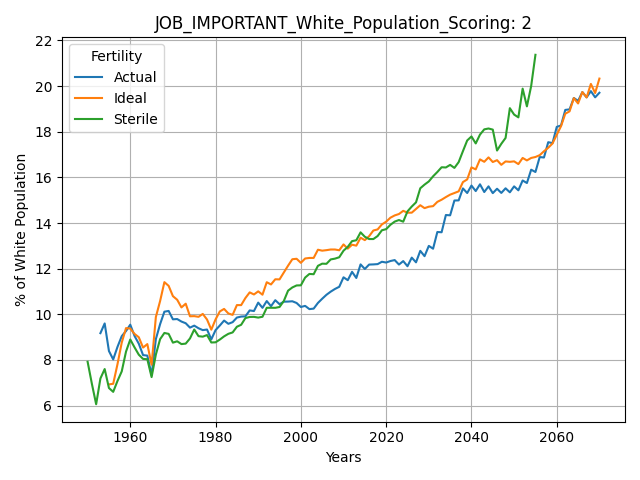 JOB_IMPORTANT_White_Population_Scoring: 2
Fertility
Actual
Ideal
Sterile
% of White Population
22
20
18
16
14
12
10
8
6
1960 1980 2000 2020 2040 2060
Years